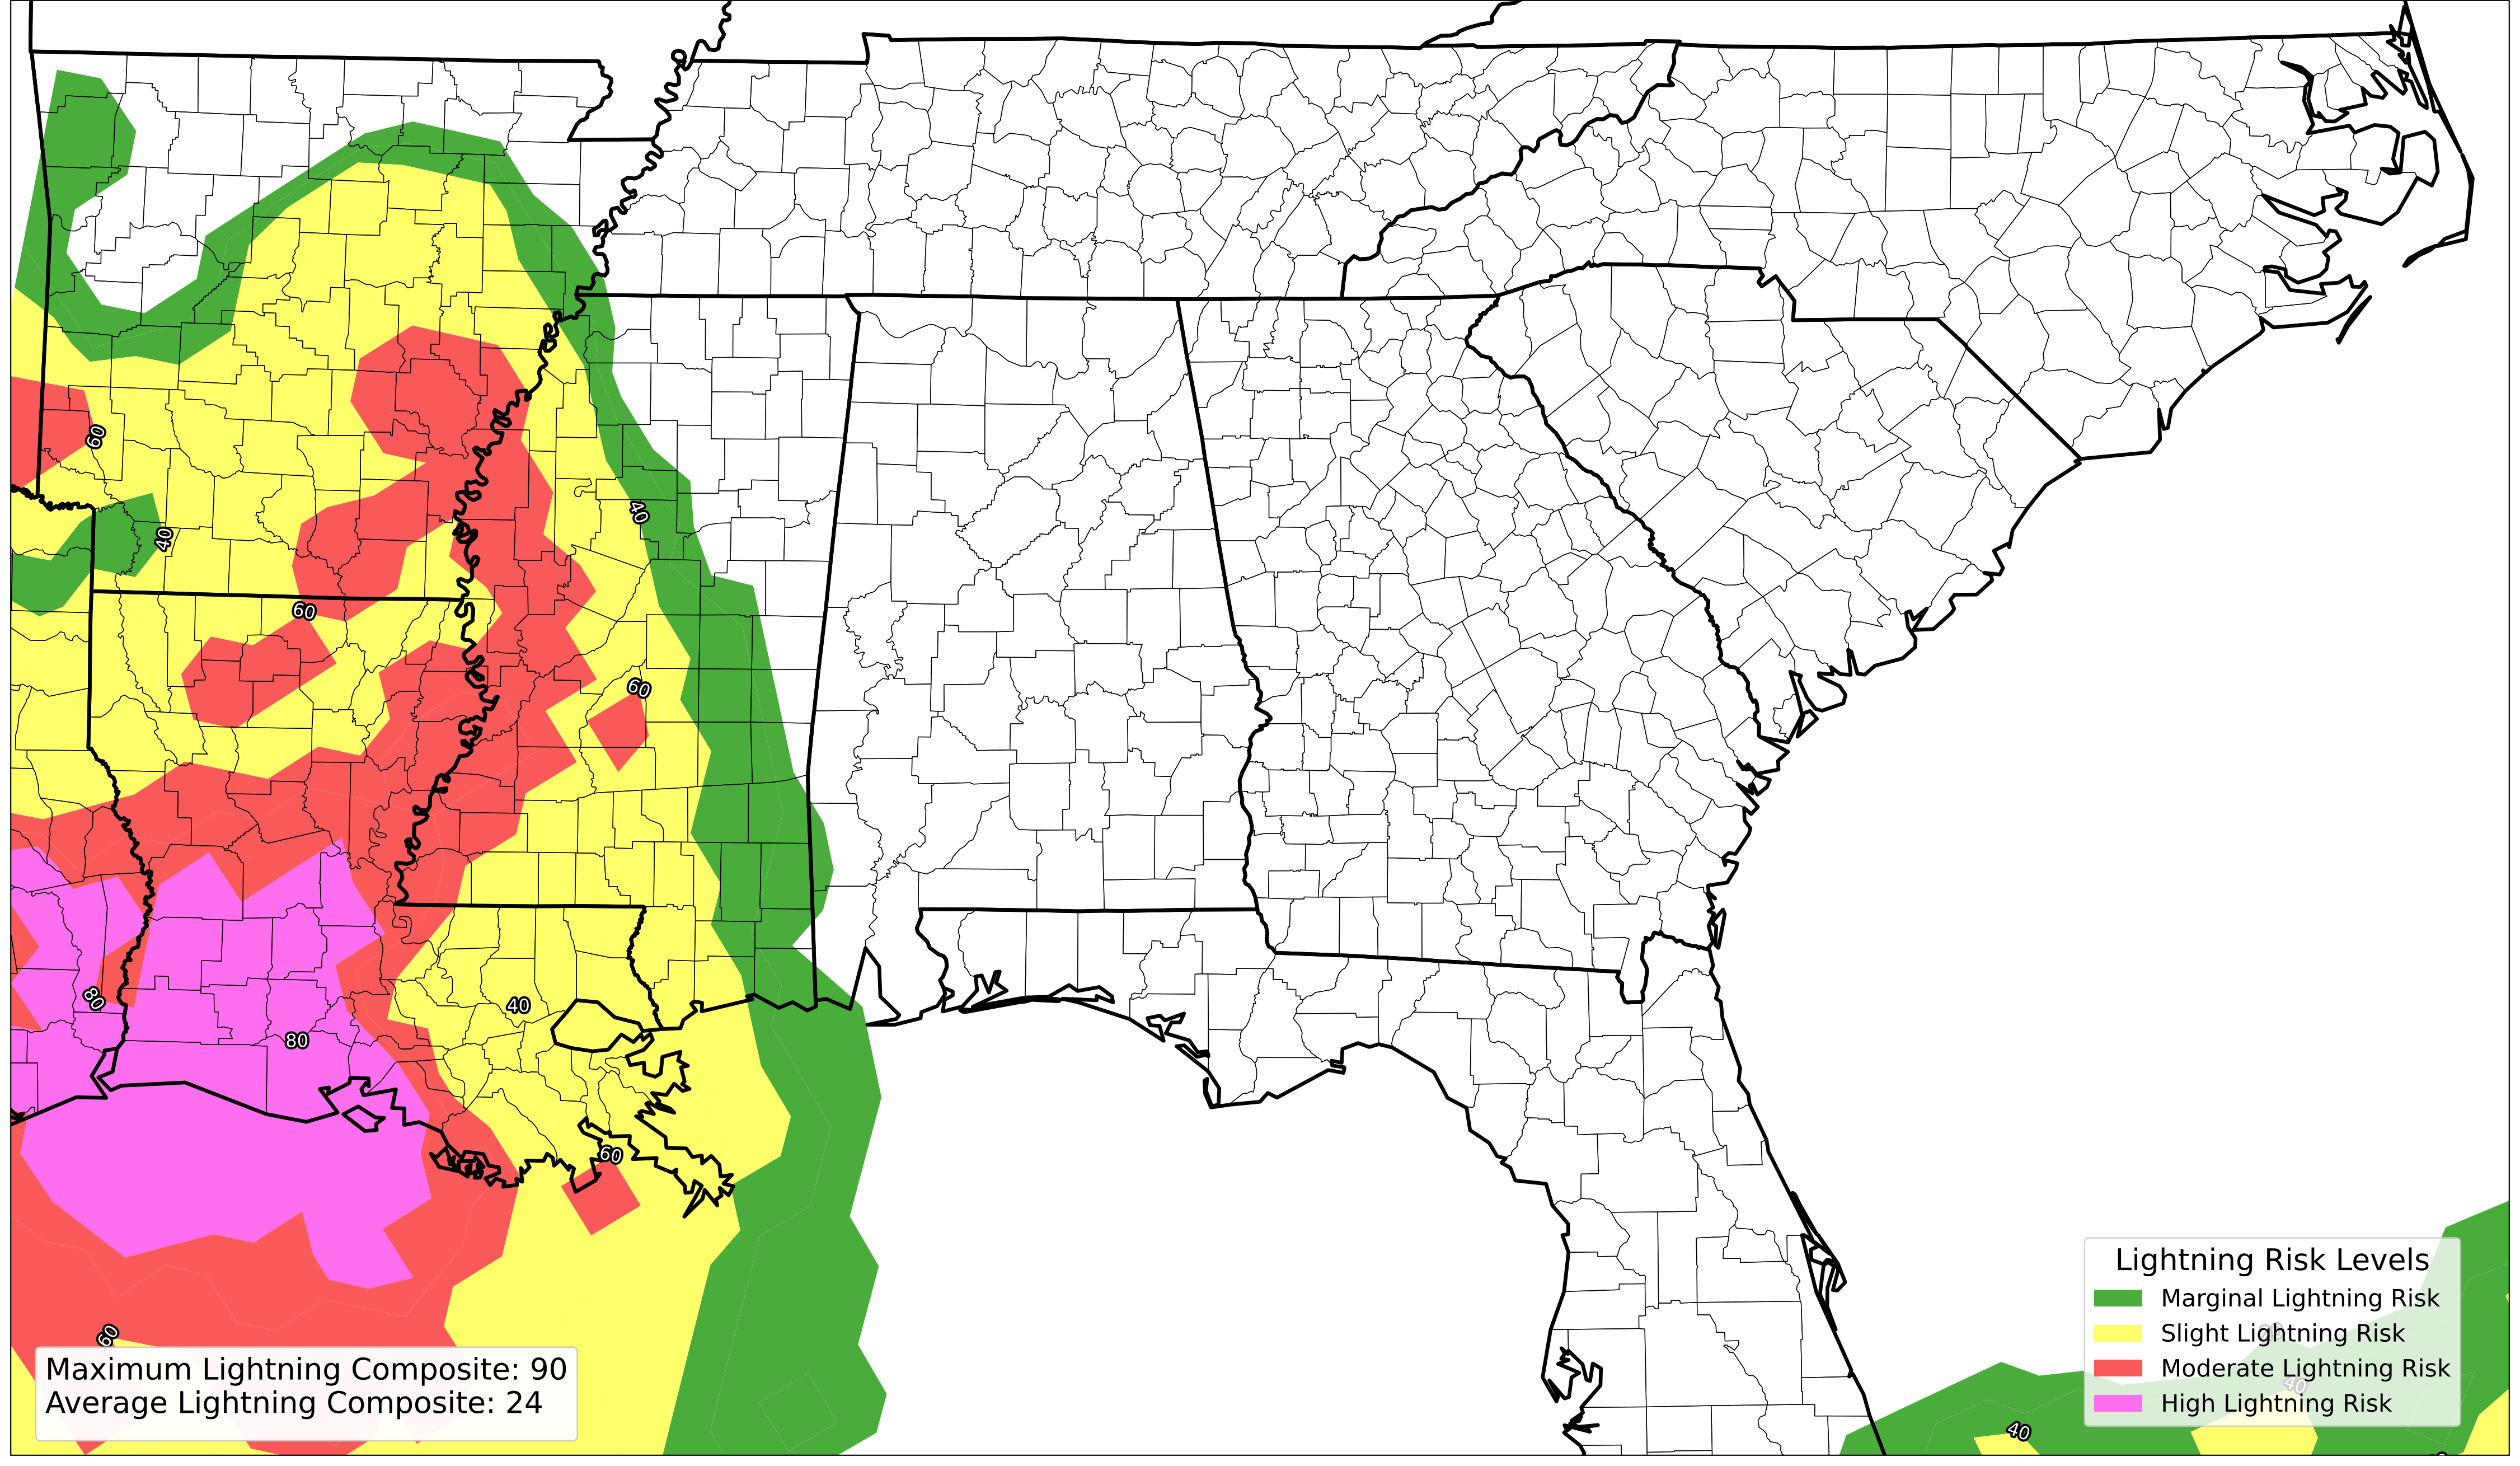 60
40
40
60
60
80
40
80
60
60
40
Lightning Risk Levels
Marginal Lightning Risk
Slight Lightning Risk
Moderate Lightning Risk
High Lightning Risk
40
Maximum Lightning Composite: 90
Average Lightning Composite: 24